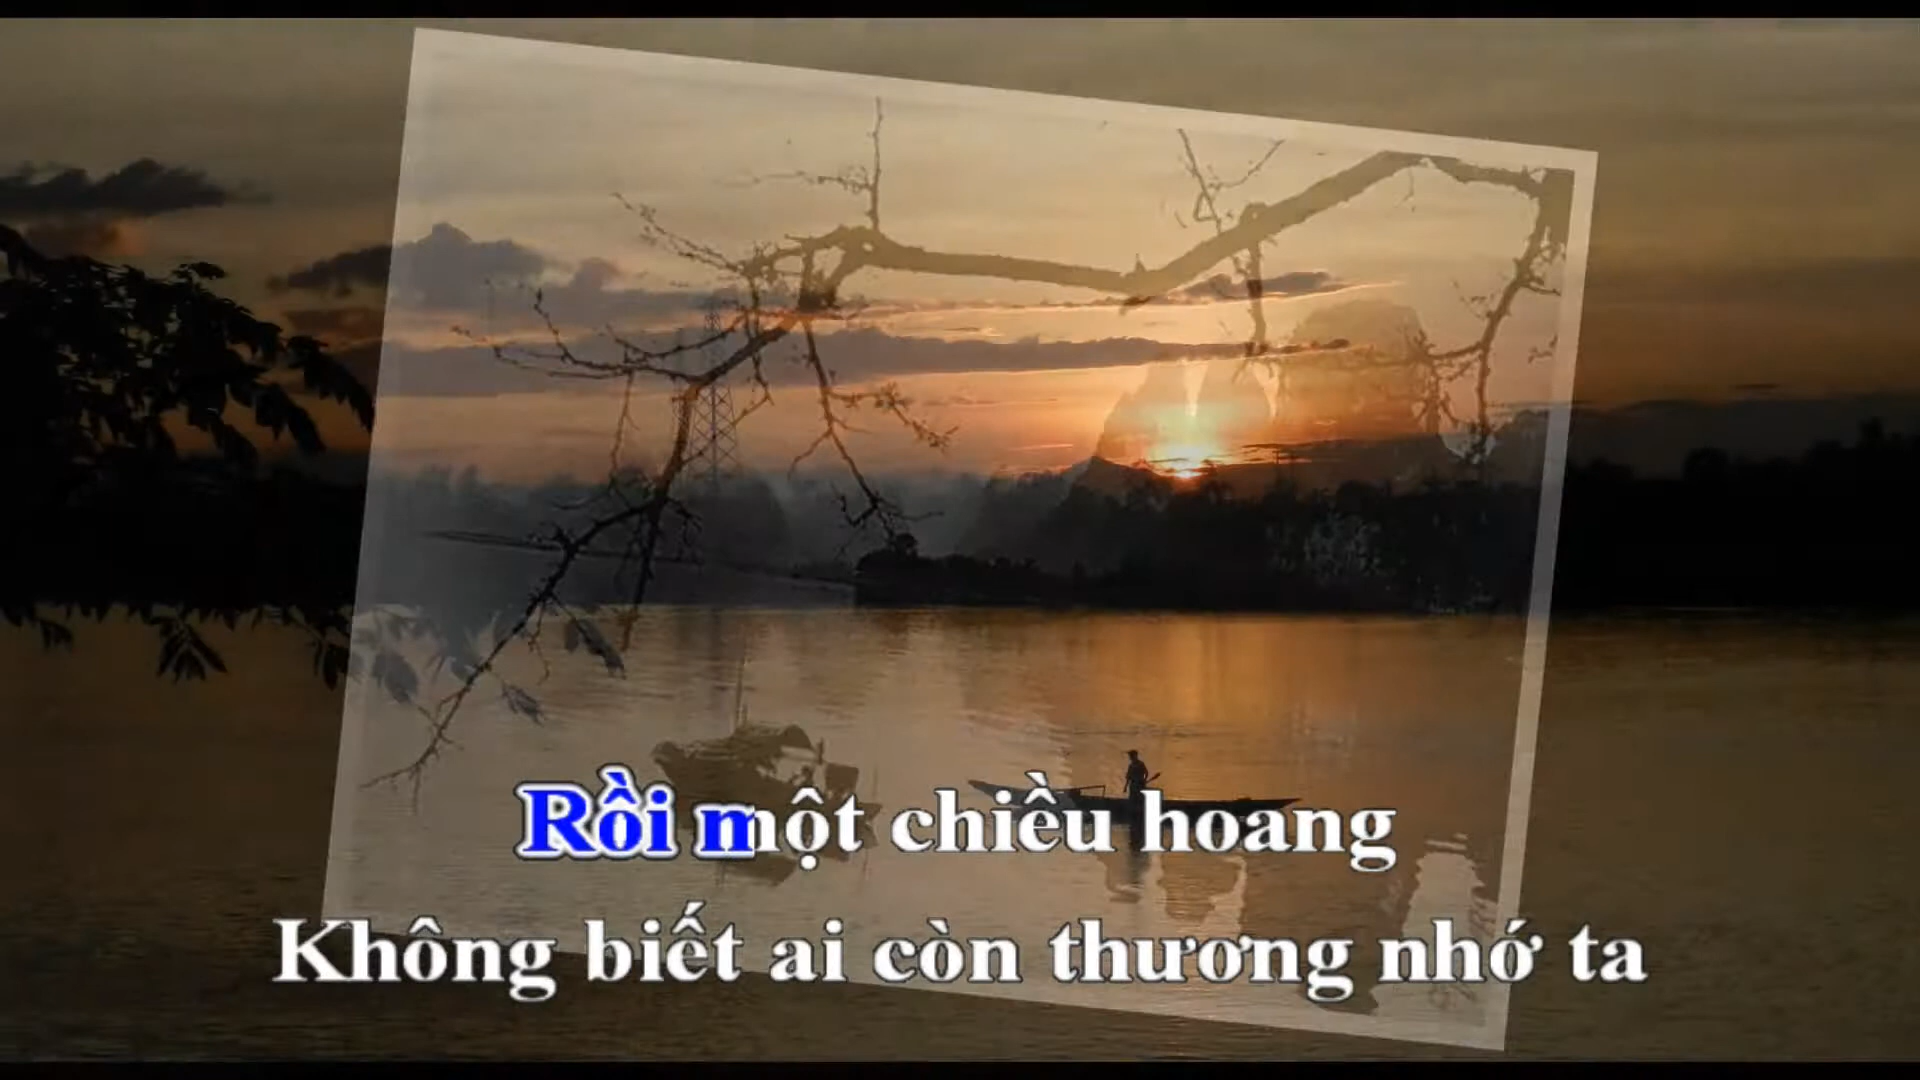 Rồi một chiều hoang
Không biết ai còn thương nhớ ta